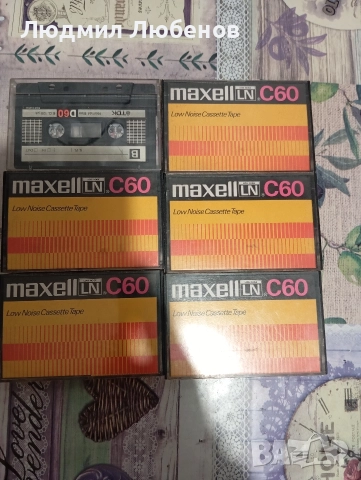 Людмил Любенов
B
TDK
D60
maxell LN C60
Low Noise Cassette Tape
maxell LN C60
Low Noise Cassette Tape
maxell LN C60
Low Noise Cassette Tape
maxell LN C60
Low Noise Cassette Tape
maxell LN C60
Low Noise Cassette Tape
HOME
bazar